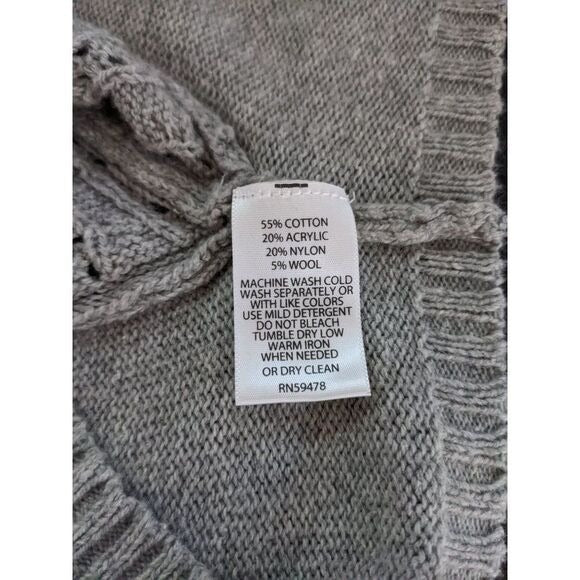 55% COTTON
20% ACRYLIC
20% NYLON
5% WOOL
MACHINE WASH COLD
WASH SEPARATELY OR
WITH LIKE COLORS
USE MILD DETERGENT
DO NOT BLEACH
TUMBLE DRY LOW
WARM IRON
WHEN NEEDED
OR DRY CLEAN
RN59478